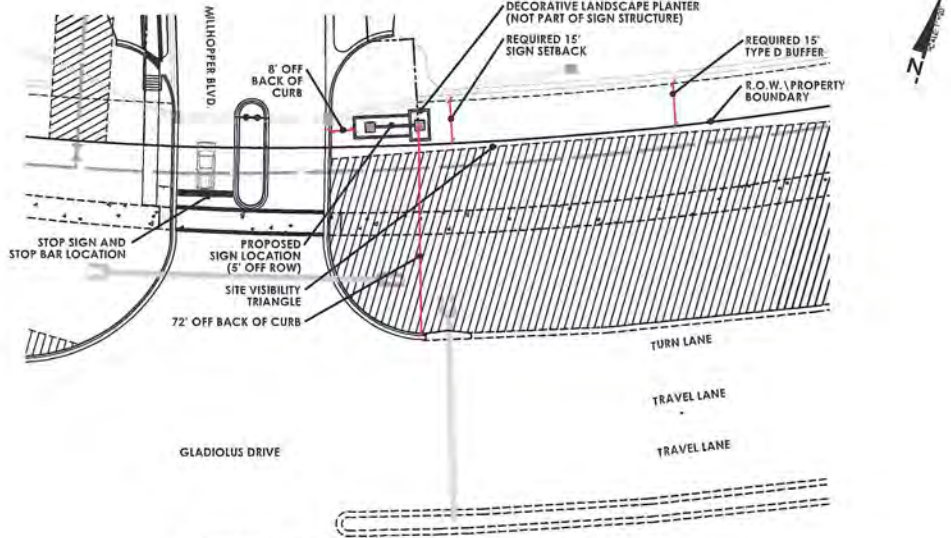 DECORATIVE LANDSCAPE PLANTER
(NOT PART OF SIGN STRUCTURE)
REQUIRED 15'
SIGN SETBACK
REQUIRED 15'
TYPE D BUFFER
R.O.W.\PROPERTY
BOUNDARY
MILLHOPPER BLVD.
8' OFF
BACK OF
CURB
N
STOP SIGN AND
STOP BAR LOCATION
PROPOSED
SIGN LOCATION
(5' OFF ROW)
SITE VISIBILITY
TRIANGLE
72' OFF BACK OF CURB
TURN LANE
TRAVEL LANE
TRAVEL LANE
GLADIOLUS DRIVE